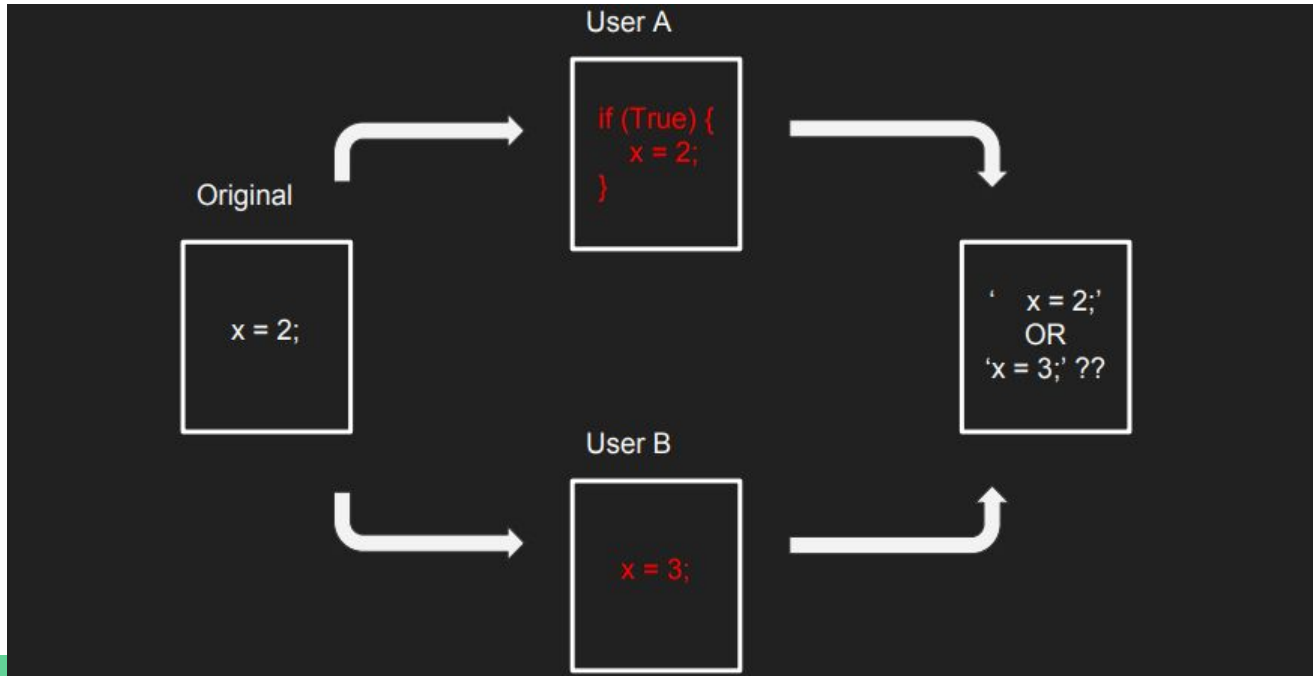 User A
if (True) {
x = 2;
}
Original
x = 2;
‘    x = 2;’
OR
‘x = 3;’ ??
User B
x = 3;